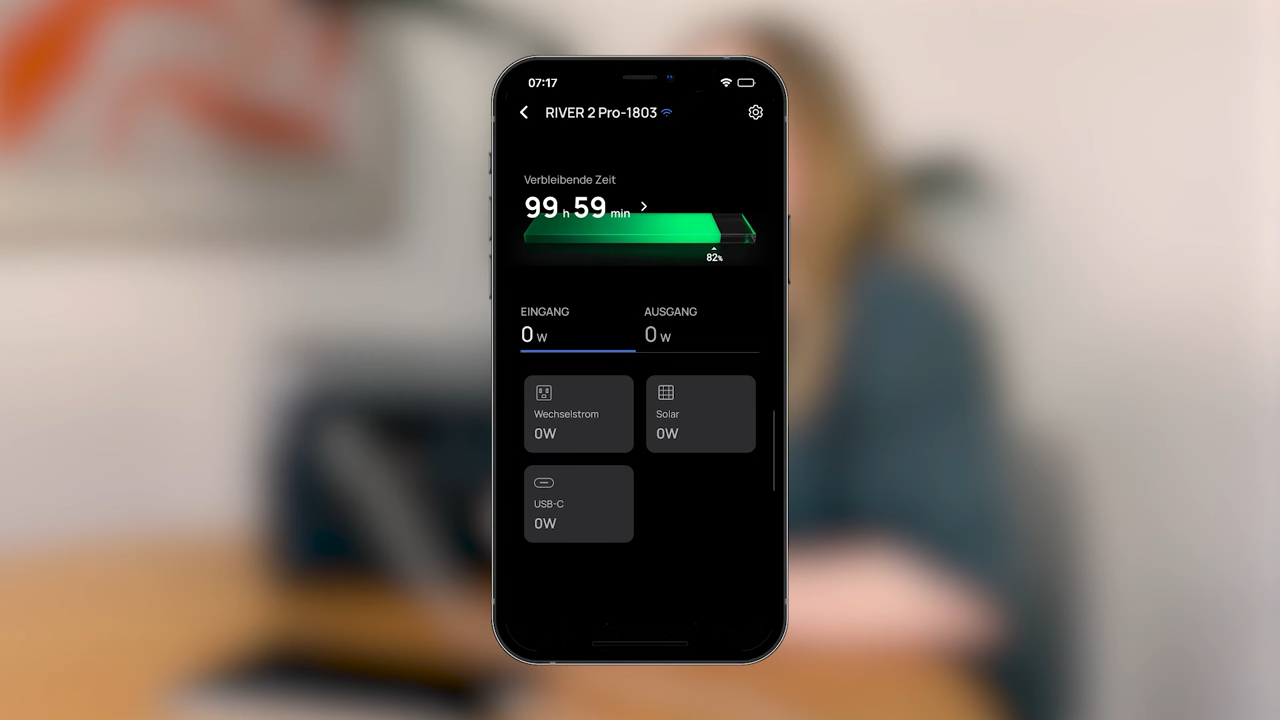 07:17
RIVER 2 Pro-1803
Verbleibende Zeit
99 h 59 min
82%
EINGANG AUSGANG
0 W 0 W
Wechselstrom Solar
0W 0W
USB-C
0W